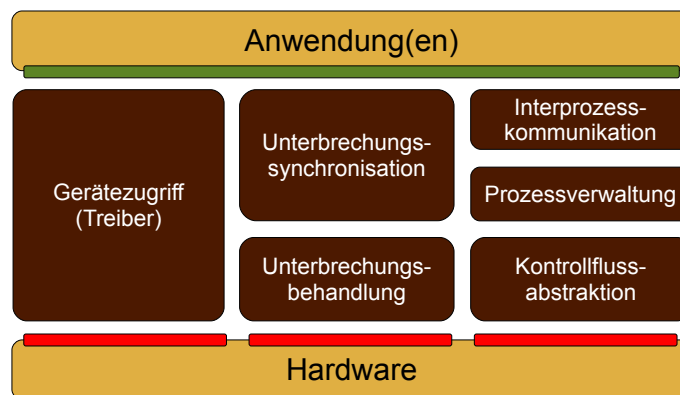 Anwendung(en)
Gerätezugriff
(Treiber)
Unterbrechungs-
synchronisation
Unterbrechungs-
behandlung
Interprozess-
kommunikation
Prozessverwaltung
Kontrollfluss-
abstraktion
Hardware